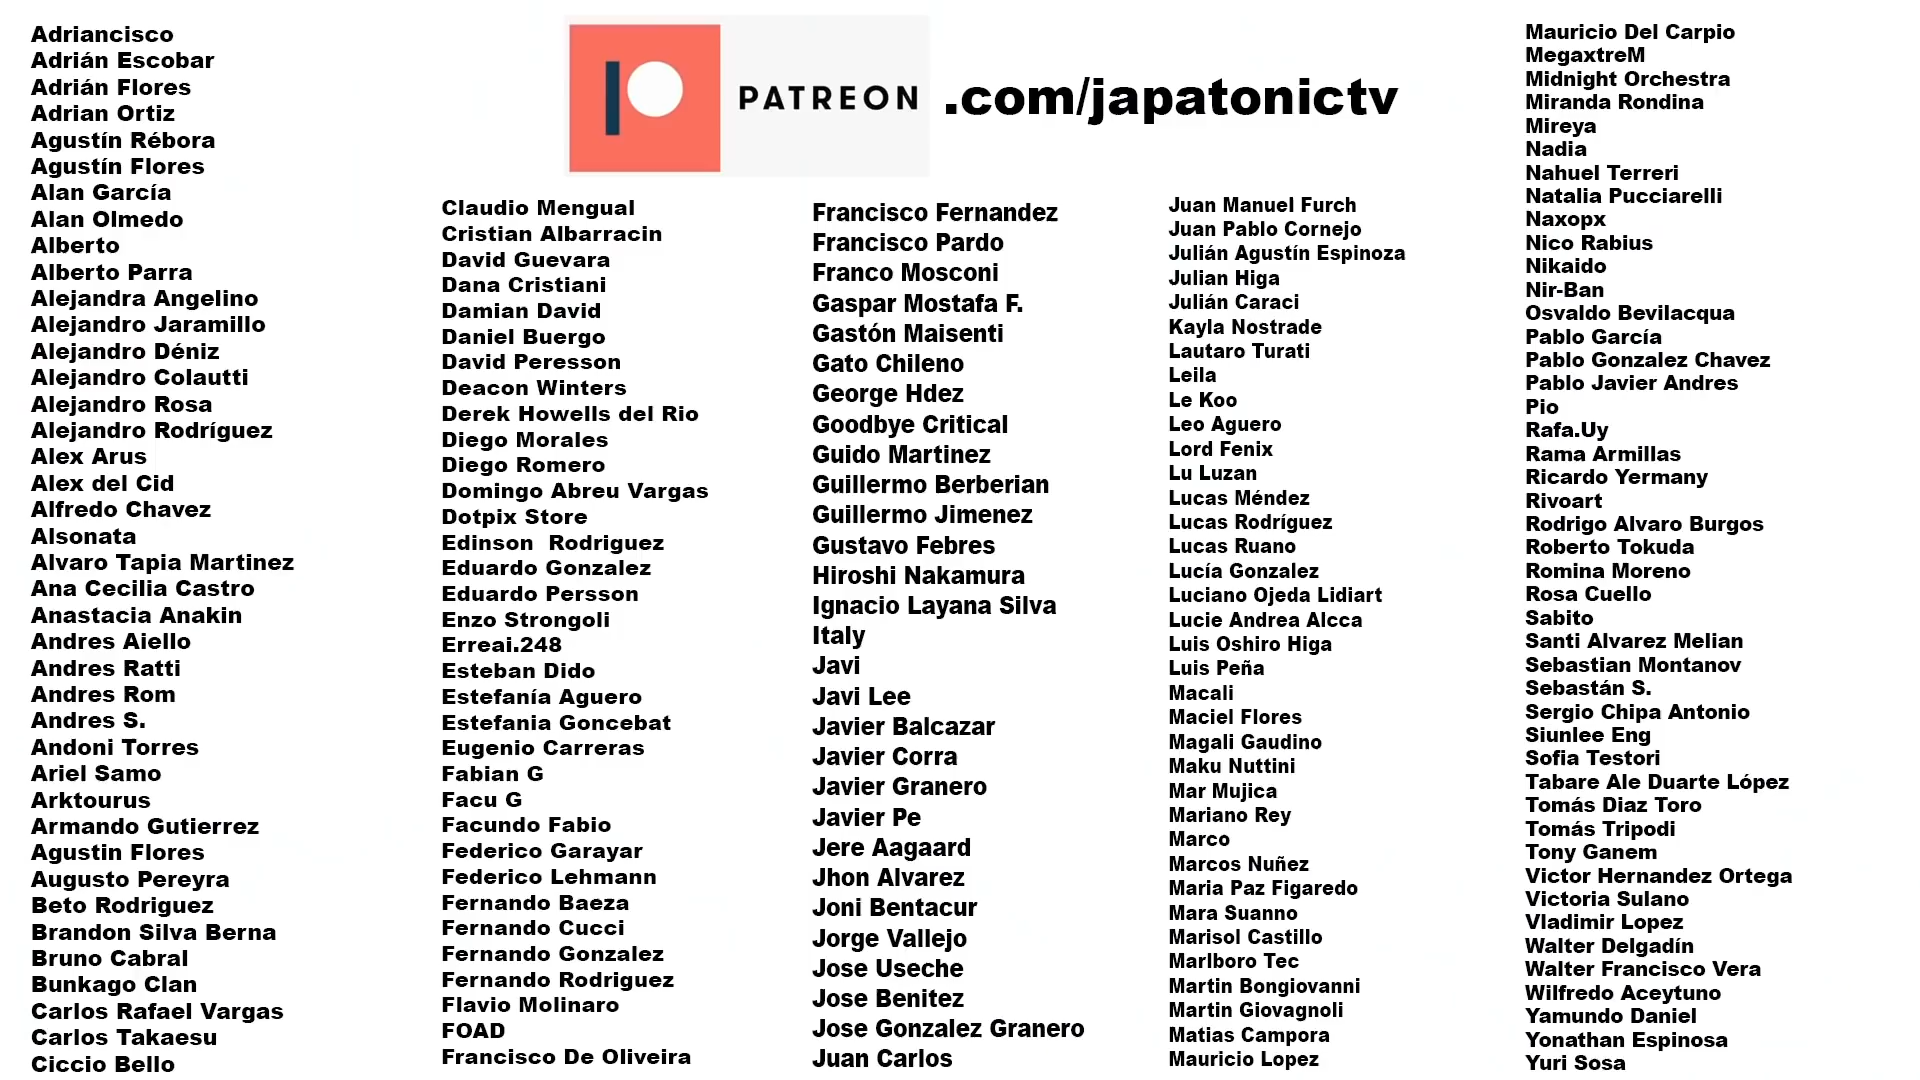 Adriancisco
Adrián Escobar
Adrián Flores
Adrian Ortiz
Agustín Rébora
Agustín Flores
Alan García
Alan Olmedo
Alberto
Alberto Parra
Alejandra Angelino
Alejandro Jaramillo
Alejandro Déniz
Alejandro Colautti
Alejandro Rosa
Alejandro Rodríguez
Alex Arus
Alex del Cid
Alfredo Chavez
Alsonata
Alvaro Tapia Martinez
Ana Cecilia Castro
Anastacia Anakin
Andres Aiello
Andres Ratti
Andres Rom
Andres S.
Andoni Torres
Ariel Samo
Arktourus
Armando Gutierrez
Agustin Flores
Augusto Pereyra
Beto Rodriguez
Brandon Silva Berna
Bruno Cabral
Bunkago Clan
Carlos Rafael Vargas
Carlos Takaesu
Ciccio Bello
PATREON .com/japatonictv
Claudio Mengual
Cristian Albarracin
David Guevara
Dana Cristiani
Damian David
Daniel Buergo
David Peresson
Deacon Winters
Derek Howells del Rio
Diego Morales
Diego Romero
Domingo Abreu Vargas
Dotpix Store
Edinson  Rodriguez
Eduardo Gonzalez
Eduardo Persson
Enzo Strongoli
Erreai.248
Esteban Dido
Estefanía Aguero
Estefania Goncebat
Eugenio Carreras
Fabian G
Facu G
Facundo Fabio
Federico Garayar
Federico Lehmann
Fernando Baeza
Fernando Cucci
Fernando Gonzalez
Fernando Rodriguez
Flavio Molinaro
FOAD
Francisco De Oliveira
Francisco Fernandez
Francisco Pardo
Franco Mosconi
Gaspar Mostafa F.
Gastón Maisenti
Gato Chileno
George Hdez
Goodbye Critical
Guido Martinez
Guillermo Berberian
Guillermo Jimenez
Gustavo Febres
Hiroshi Nakamura
Ignacio Layana Silva
Italy
Javi
Javi Lee
Javier Balcazar
Javier Corra
Javier Granero
Javier Pe
Jere Aagaard
Jhon Alvarez
Joni Bentacur
Jorge Vallejo
Jose Useche
Jose Benitez
Jose Gonzalez Granero
Juan Carlos
Juan Manuel Furch
Juan Pablo Cornejo
Julián Agustín Espinoza
Julian Higa
Julián Caraci
Kayla Nostrade
Lautaro Turati
Leila
Le Koo
Leo Aguero
Lord Fenix
Lu Luzan
Lucas Méndez
Lucas Rodríguez
Lucas Ruano
Lucía Gonzalez
Luciano Ojeda Lidiart
Lucie Andrea Alcca
Luis Oshiro Higa
Luis Peña
Macali
Maciel Flores
Magali Gaudino
Maku Nuttini
Mar Mujica
Mariano Rey
Marco
Marcos Nuñez
Maria Paz Figaredo
Mara Suanno
Marisol Castillo
Marlboro Tec
Martin Bongiovanni
Martin Giovagnoli
Matias Campora
Mauricio Lopez
Mauricio Del Carpio
MegaxtreM
Midnight Orchestra
Miranda Rondina
Mireya
Nadia
Nahuel Terreri
Natalia Pucciarelli
Naxopx
Nico Rabius
Nikaido
Nir-Ban
Osvaldo Bevilacqua
Pablo García
Pablo Gonzalez Chavez
Pablo Javier Andres
Pio
Rafa.Uy
Rama Armillas
Ricardo Yermany
Rivoart
Rodrigo Alvaro Burgos
Roberto Tokuda
Romina Moreno
Rosa Cuello
Sabito
Santi Alvarez Melian
Sebastian Montanov
Sebastán S.
Sergio Chipa Antonio
Siunlee Eng
Sofia Testori
Tabare Ale Duarte López
Tomás Diaz Toro
Tomás Tripodi
Tony Ganem
Victor Hernandez Ortega
Victoria Sulano
Vladimir Lopez
Walter Delgadín
Walter Francisco Vera
Wilfredo Aceytuno
Yamundo Daniel
Yonathan Espinosa
Yuri Sosa